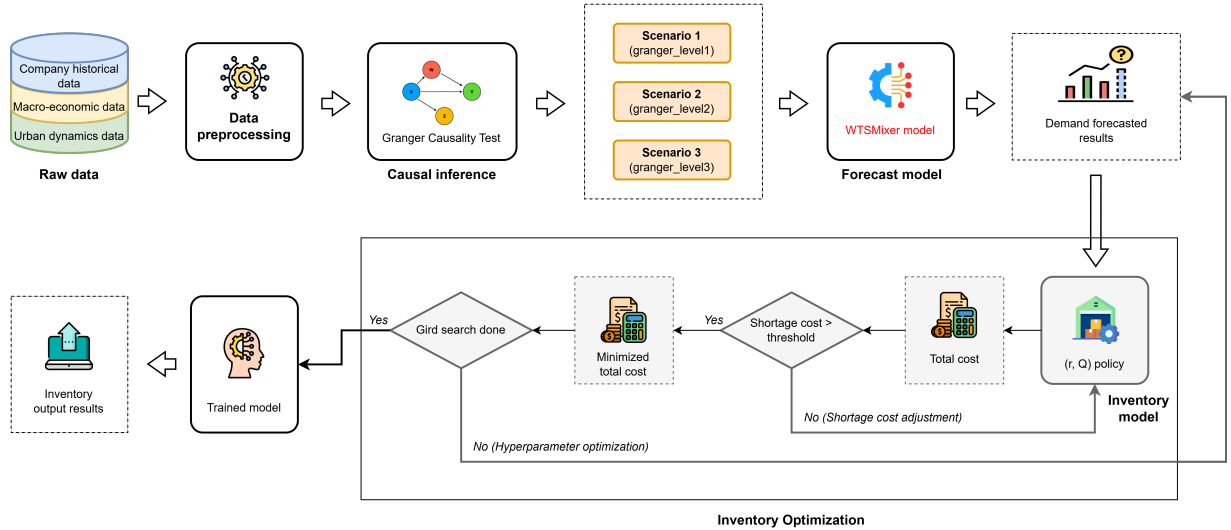 Company historical
data
Macro-economic data
Urban dynamics data
Raw data
Data
preprocessing
W
X
Y
Z
Granger Causality Test
Causal inference
Scenario 1
(granger_level1)
Scenario 2
(granger_level2)
Scenario 3
(granger_level3)
WTSMixer model
Forecast model
?
Demand forecasted
results
Inventory
output results
Trained model
Yes
Gird search done
Minimized
total cost
Yes
Shortage cost >
threshold
Total cost
(r, Q) policy
Inventory
model
No (Shortage cost adjustment)
No (Hyperparameter optimization)
Inventory Optimization